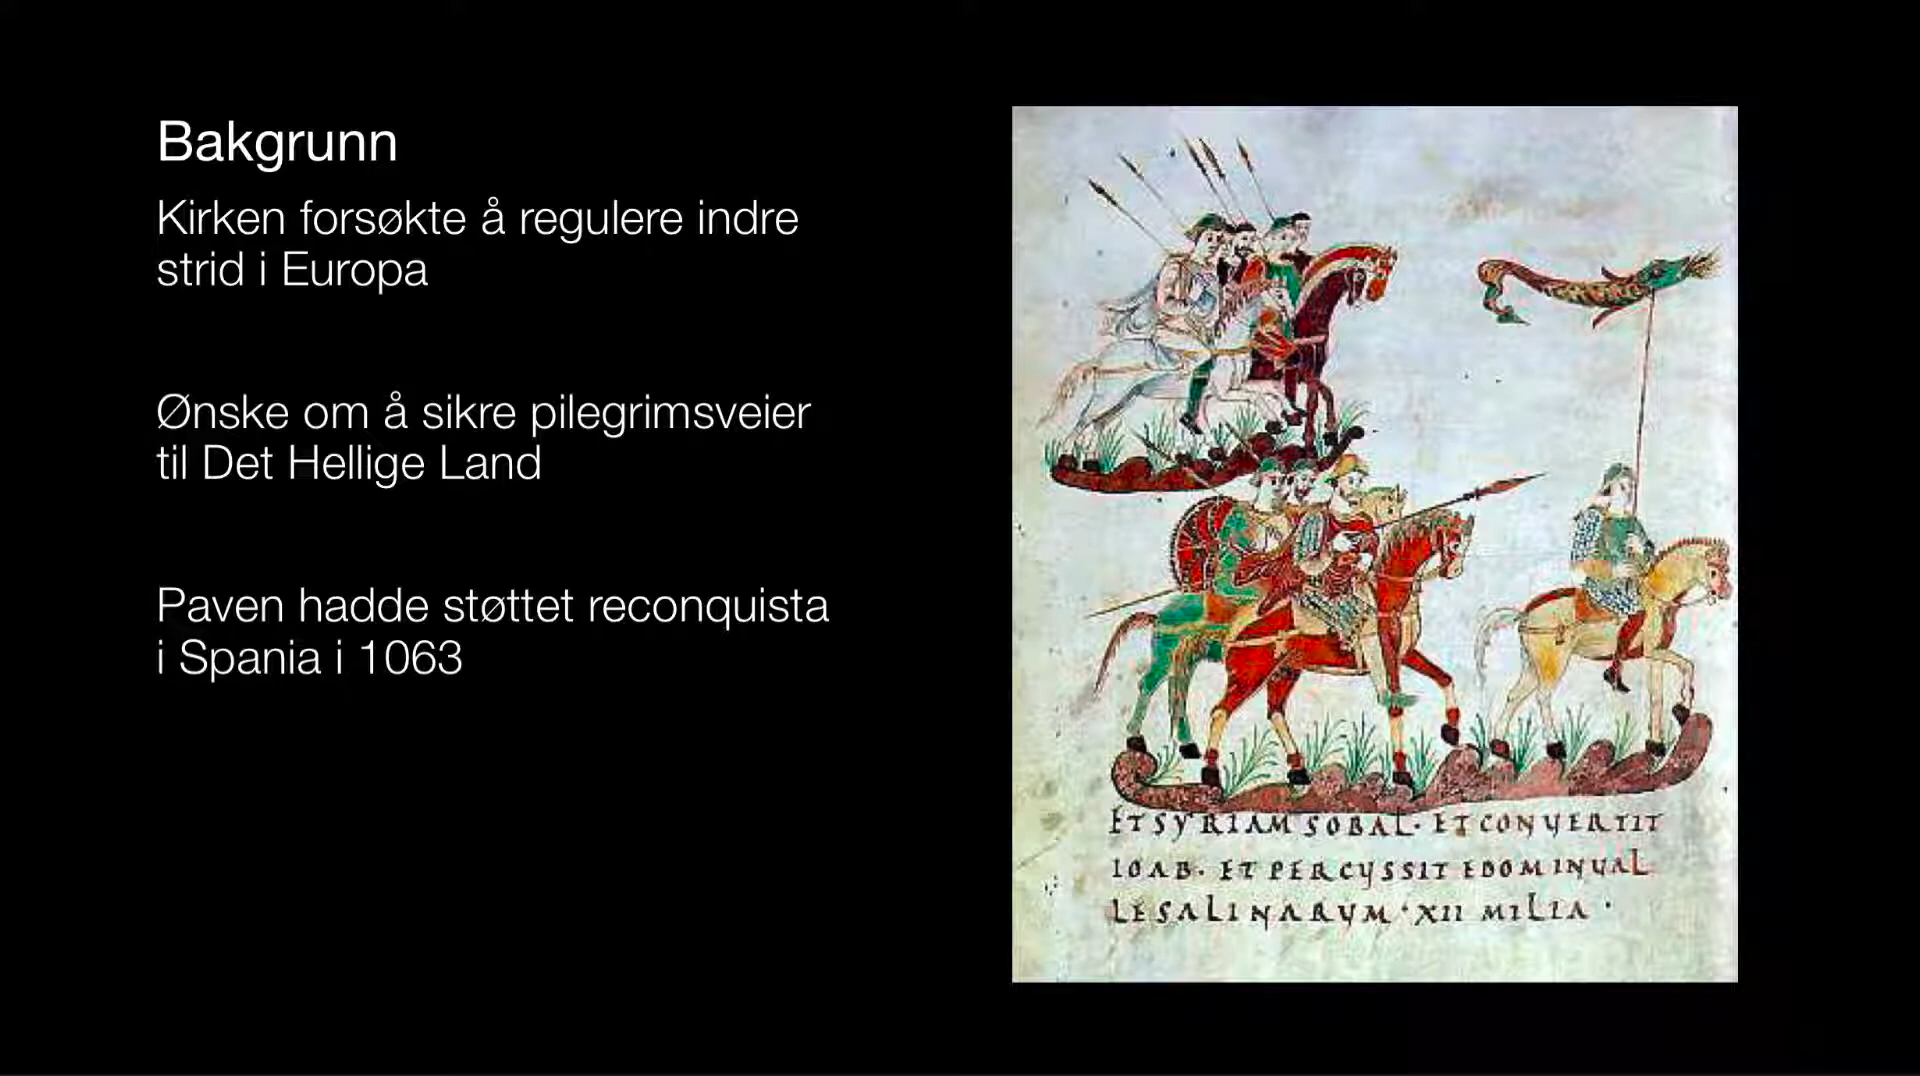 Bakgrunn
Kirken forsøkte å regulere indre
strid i Europa
Ønske om å sikre pilegrimsveier
til Det Hellige Land
Paven hadde støttet reconquista
i Spania i 1063
ET SYRIAM SOBAL· ET CONVERTIT
IOAB· ET PERCUSSIT EDOM IN VAL
LE SALINARUM · XII MILIA ·